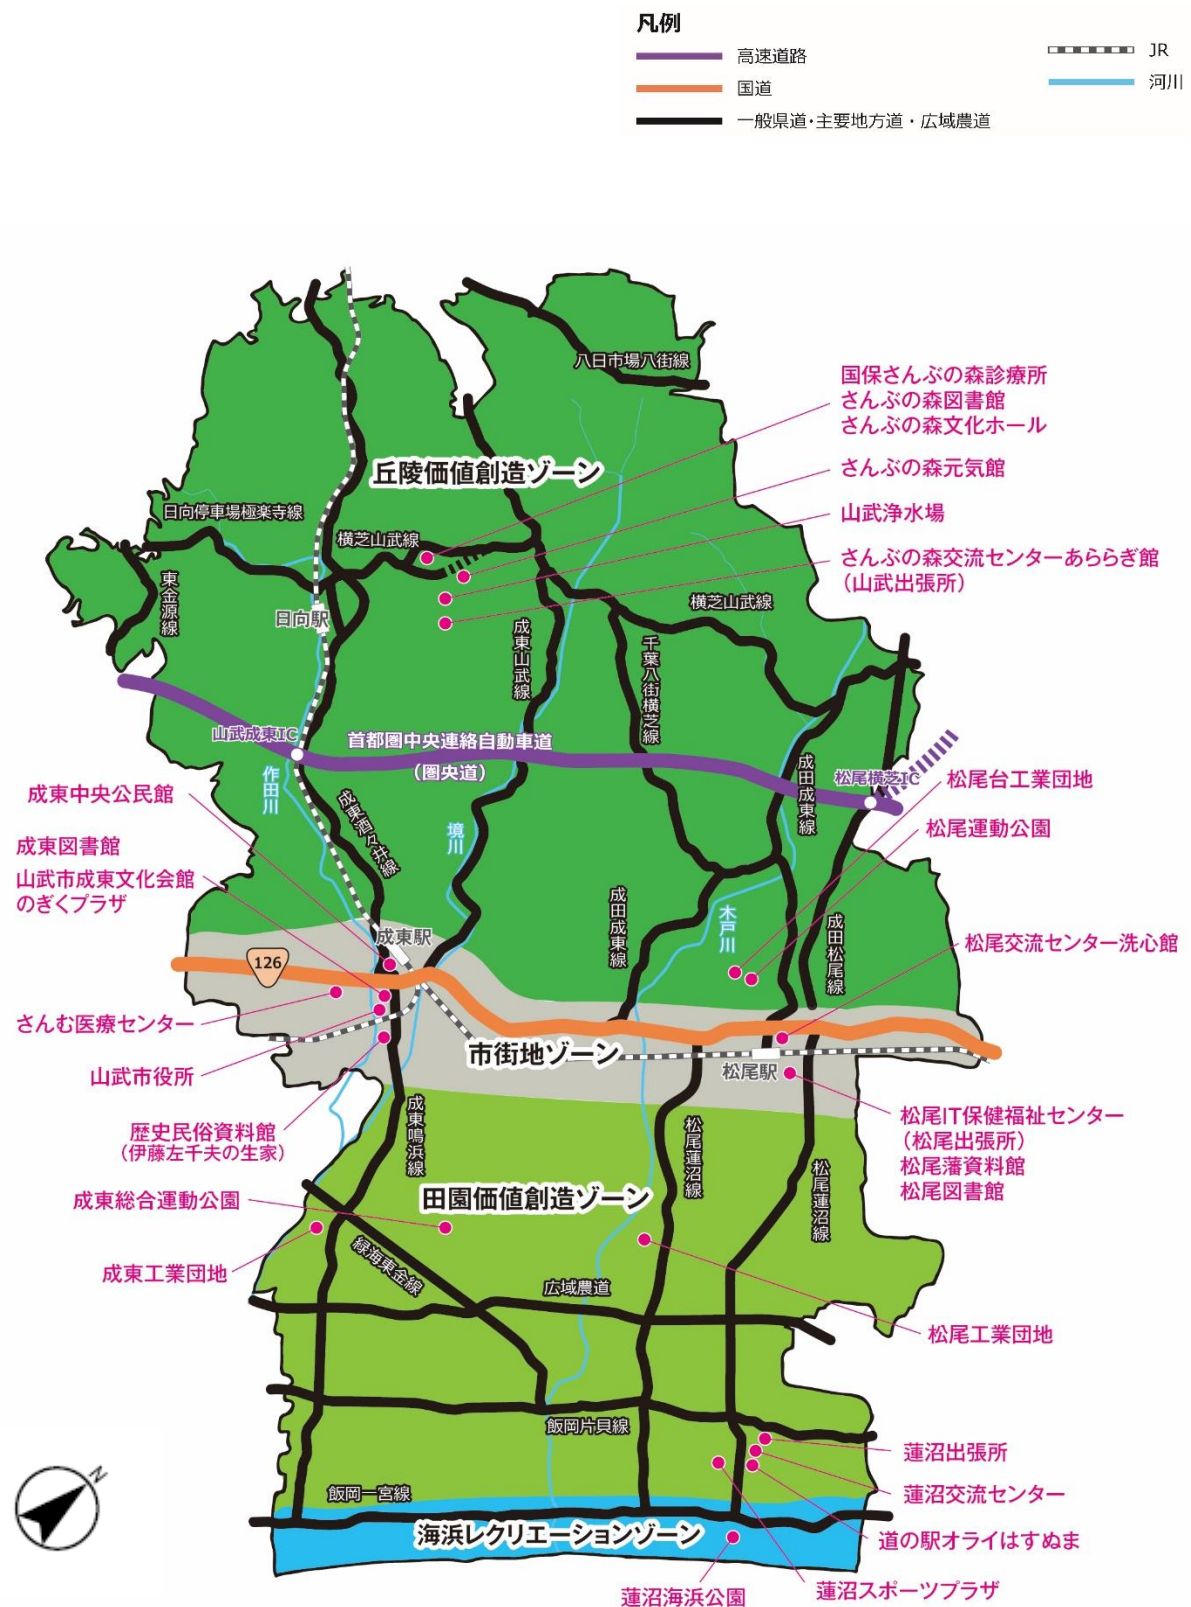 凡例
高速道路
国道
一般県道・主要地方道・広域農道
JR
河川
八日市場八街線
国保さんぶの森診療所
さんぶの森図書館
さんぶの森文化ホール
丘陵価値創造ゾーン
さんぶの森元気館
日向停車場極楽寺線
山武浄水場
横芝山武線
さんぶの森交流センターあららぎ館
(山武出張所)
東金源線
横芝山武線
日向駅
成東山武線
千葉八街横芝線
山武成東IC
首都圏中央連絡自動車道
(圏央道)
成田成東線
松尾横芝IC
松尾台工業団地
作田川
成東酒々井線
境川
成東中央公民館
松尾運動公園
成東図書館
山武市成東文化会館
のぎくプラザ
成田成東線
木戸川
成田松尾線
成東駅
松尾交流センター洗心館
126
さんむ医療センター
市街地ゾーン
松尾駅
山武市役所
歴史民俗資料館
(伊藤左千夫の生家)
成東鳴浜線
松尾蓮沼線
松尾蓮沼線
松尾IT保健福祉センター
(松尾出張所)
松尾藩資料館
松尾図書館
成東総合運動公園
田園価値創造ゾーン
成東工業団地
緑海東金線
広域農道
松尾工業団地
飯岡片貝線
蓮沼出張所
蓮沼交流センター
飯岡一宮線
海浜レクリエーションゾーン
道の駅オライはすぬま
蓮沼スポーツプラザ
蓮沼海浜公園
N